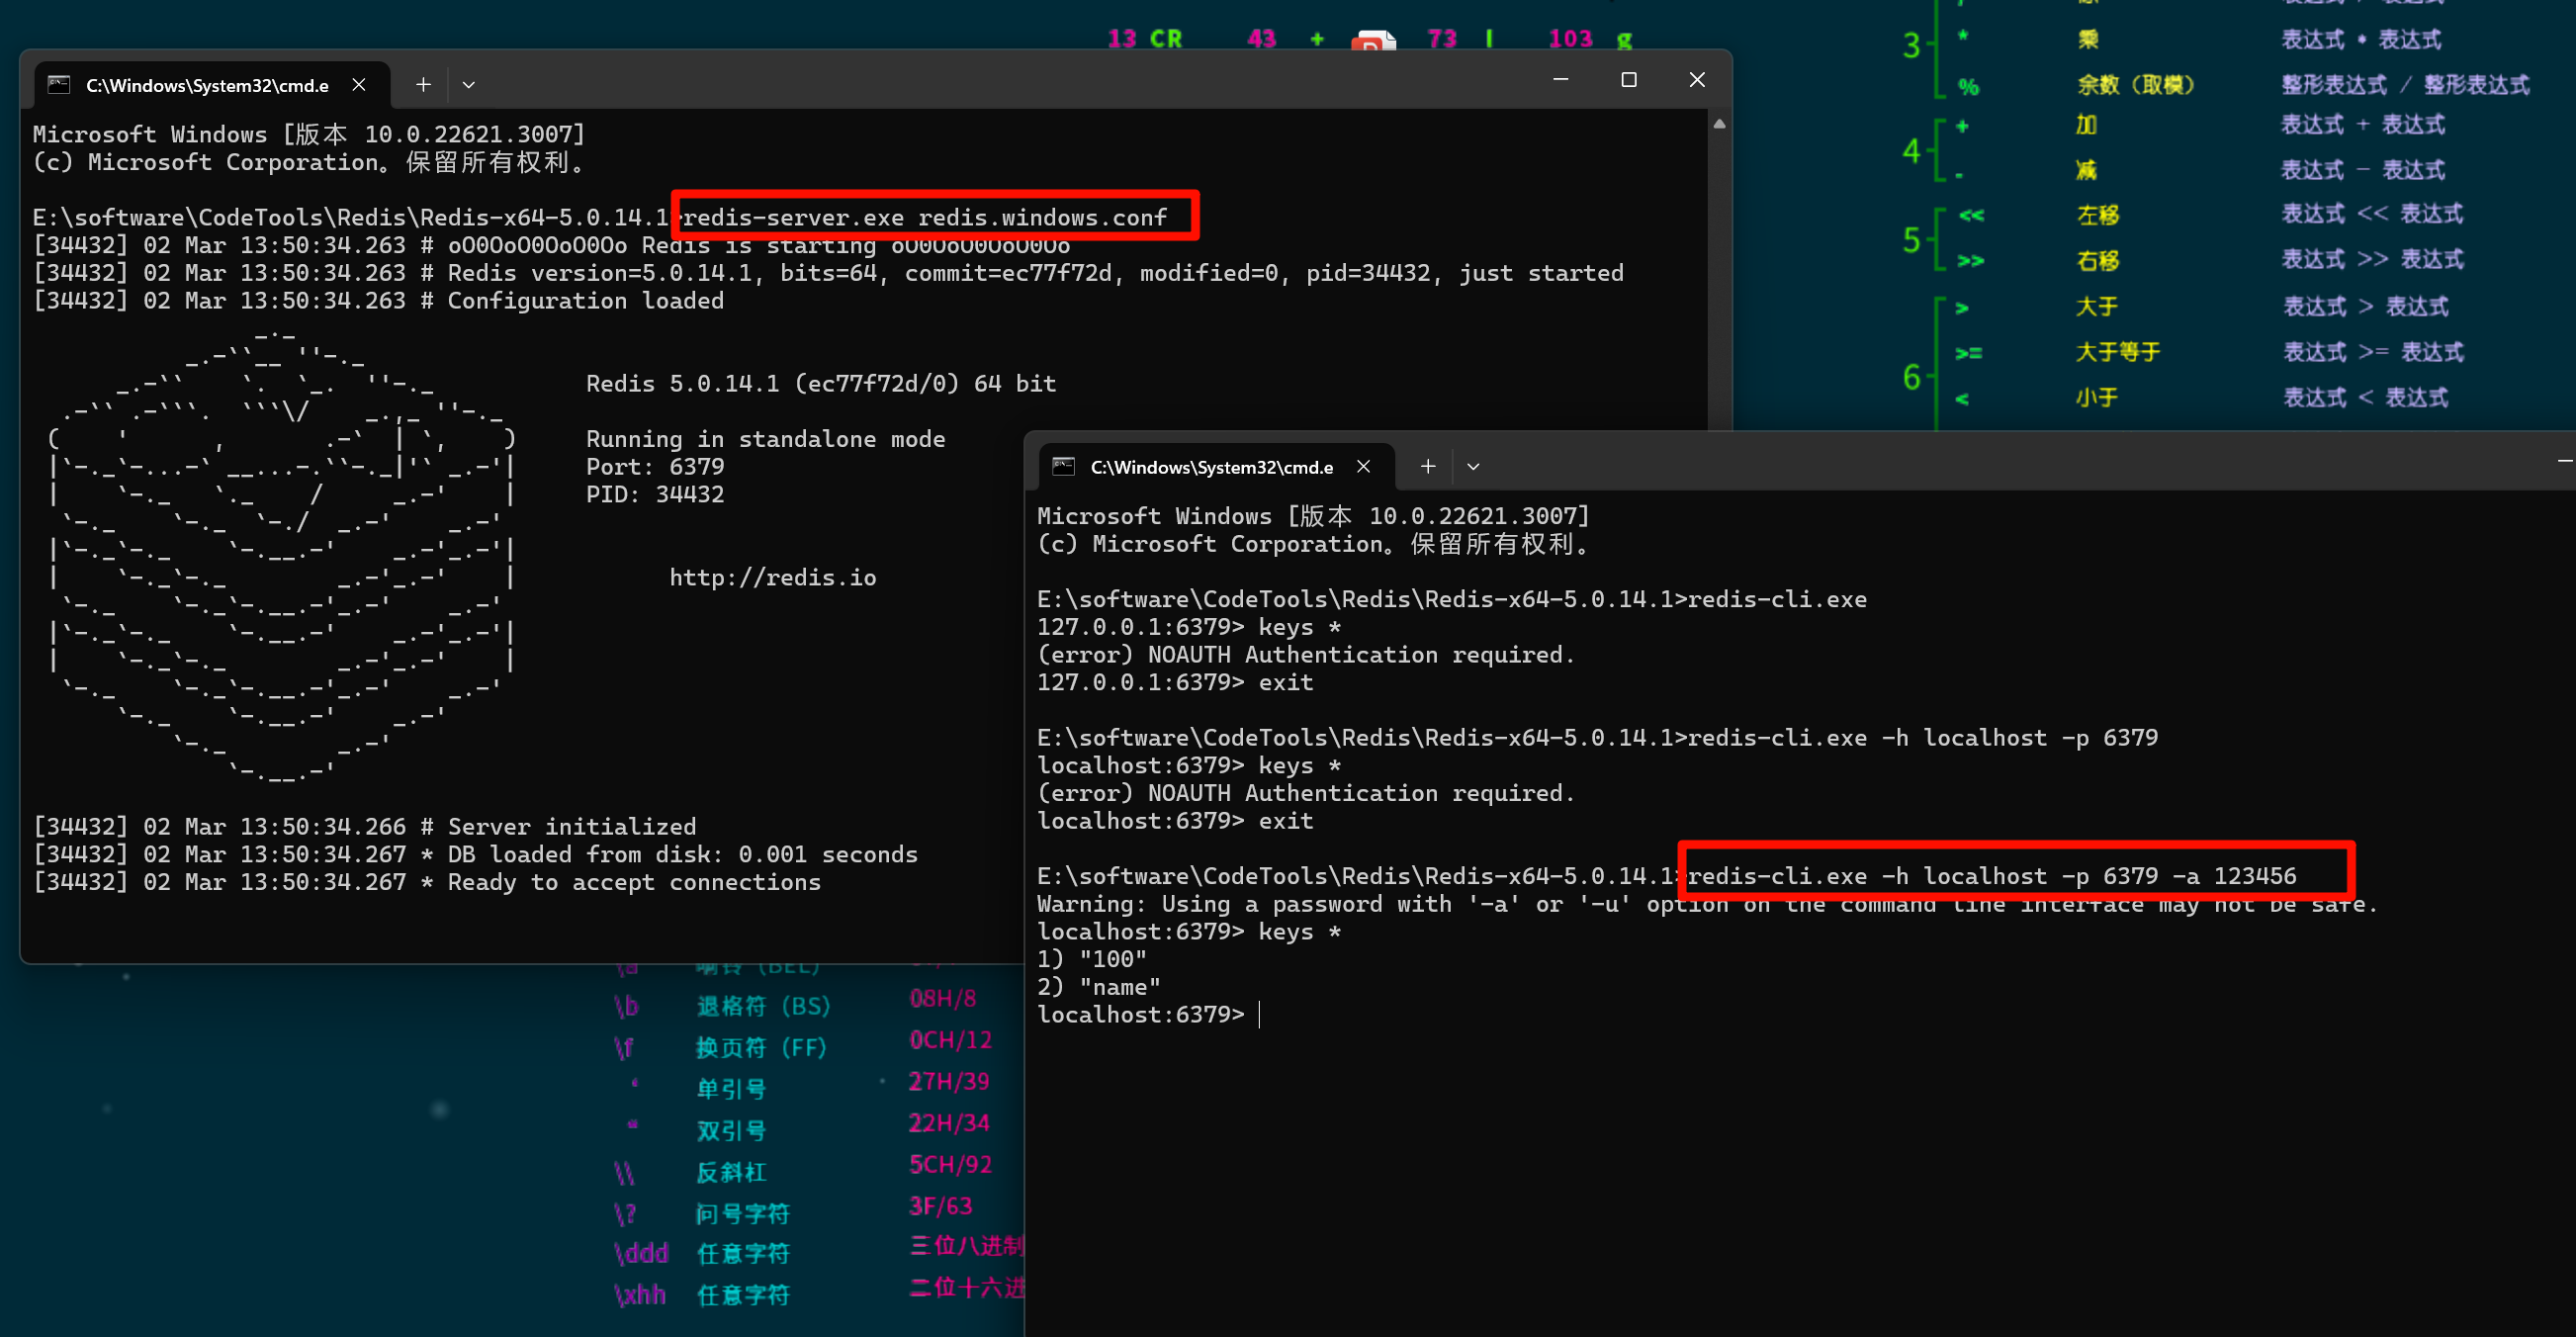 13 CR 43 + 73 I 103 g
3
* 乘 表达式 * 表达式
% 余数（取模） 整形表达式 / 整形表达式
4
+ 加 表达式 + 表达式
- 减 表达式 - 表达式
5
<< 左移 表达式 << 表达式
>> 右移 表达式 >> 表达式
6
> 大于 表达式 > 表达式
>= 大于等于 表达式 >= 表达式
< 小于 表达式 < 表达式
C:\Windows\System32\cmd.e
Microsoft Windows [版本 10.0.22621.3007]
(c) Microsoft Corporation。保留所有权利。
E:\software\CodeTools\Redis\Redis-x64-5.0.14.1>redis-server.exe redis.windows.conf
[34432] 02 Mar 13:50:34.263 # oO0OoO0OoO0Oo Redis is starting oO0OoO0OoO0Oo
[34432] 02 Mar 13:50:34.263 # Redis version=5.0.14.1, bits=64, commit=ec77f72d, modified=0, pid=34432, just started
[34432] 02 Mar 13:50:34.263 # Configuration loaded
Redis 5.0.14.1 (ec77f72d/0) 64 bit
Running in standalone mode
Port: 6379
PID: 34432
http://redis.io
[34432] 02 Mar 13:50:34.266 # Server initialized
[34432] 02 Mar 13:50:34.267 * DB loaded from disk: 0.001 seconds
[34432] 02 Mar 13:50:34.267 * Ready to accept connections
C:\Windows\System32\cmd.e
Microsoft Windows [版本 10.0.22621.3007]
(c) Microsoft Corporation。保留所有权利。
E:\software\CodeTools\Redis\Redis-x64-5.0.14.1>redis-cli.exe
127.0.0.1:6379> keys *
(error) NOAUTH Authentication required.
127.0.0.1:6379> exit
E:\software\CodeTools\Redis\Redis-x64-5.0.14.1>redis-cli.exe -h localhost -p 6379
localhost:6379> keys *
(error) NOAUTH Authentication required.
localhost:6379> exit
E:\software\CodeTools\Redis\Redis-x64-5.0.14.1>redis-cli.exe -h localhost -p 6379 -a 123456
Warning: Using a password with '-a' or '-u' option on the command line interface may not be safe.
localhost:6379> keys *
1) "100"
2) "name"
localhost:6379>
\a 响铃（BEL）
\b 退格符（BS） 08H/8
\f 换页符（FF） 0CH/12
' 单引号 27H/39
" 双引号 22H/34
\\ 反斜杠 5CH/92
\? 问号字符 3F/63
\ddd 任意字符 三位八进制
\xhh 任意字符 二位十六进